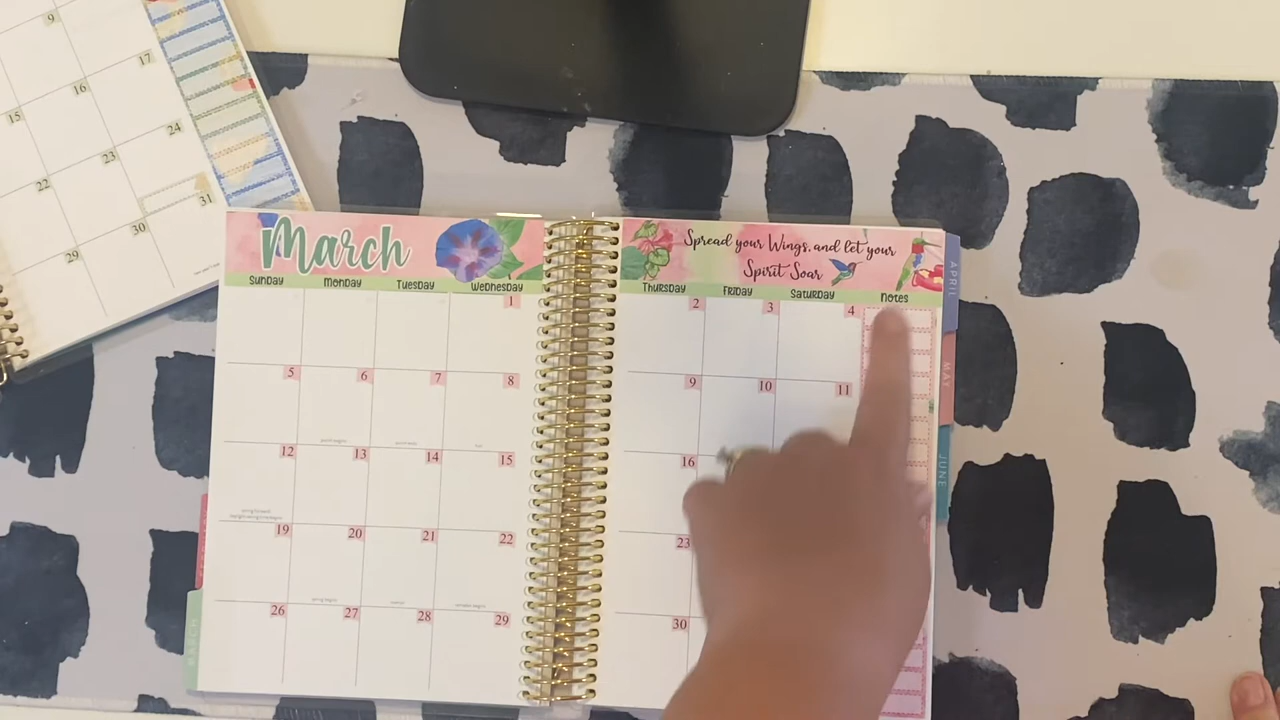 9
17
16
15
24
23
22
31
30
29
March
Spread your Wings, and let your
Spirit Soar
Sunday Monday Tuesday Wednesday Thursday Friday Saturday Notes
1 2 3 4
5 6 7 8 9 10 11
12 13 14 15 16
19 20 21 22 23
26 27 28 29 30
APRIL
MAY
JUNE
MARCH